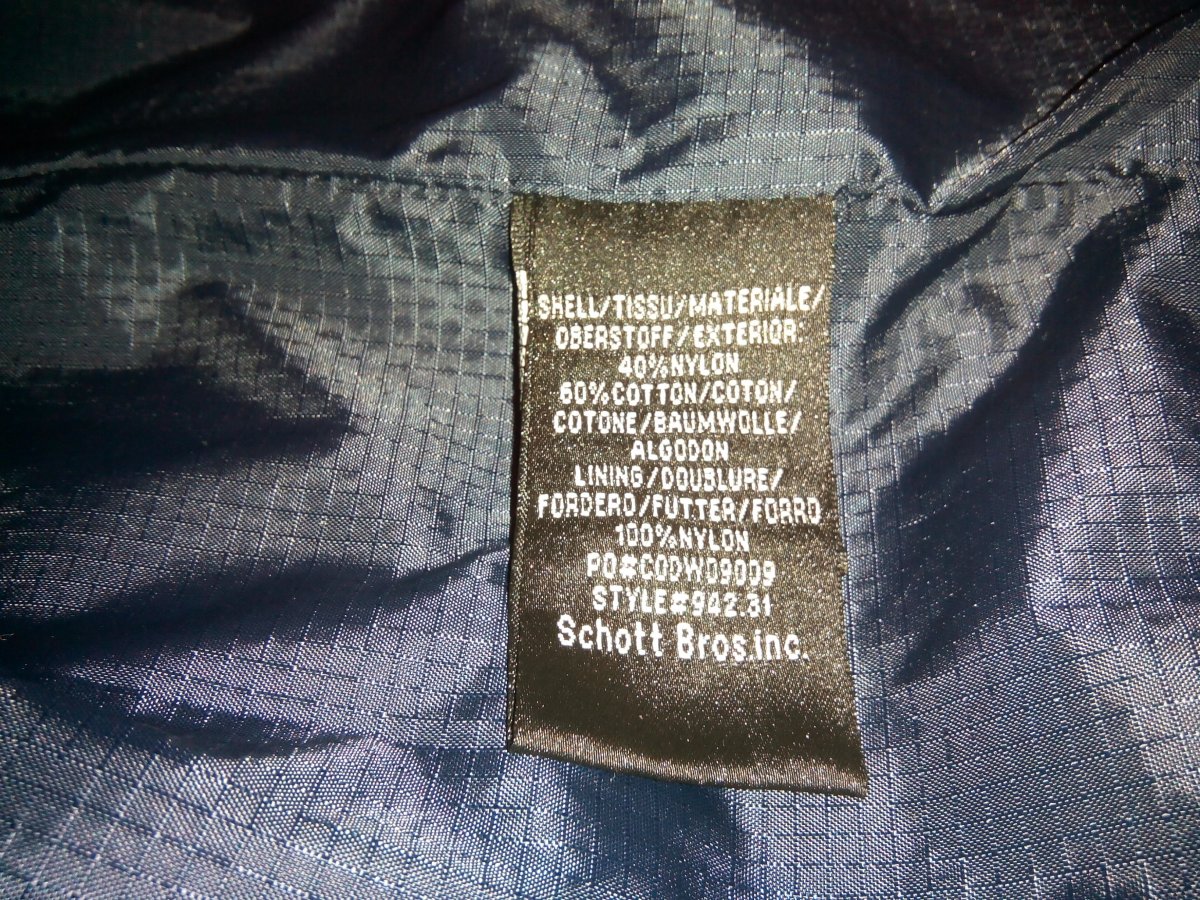 SHELL/TISSU/MATERIALE/
OBERSTOFF/EXTERIOR:
40%NYLON
60%COTTON/COTON/
COTONE/BAUMWOLLE/
ALGODON
LINING/DOUBLURE/
FORDERO/FUTTER/FORRO
100%NYLON
PO#CODW09009
STYLE#942.31
Schott Bros.inc.